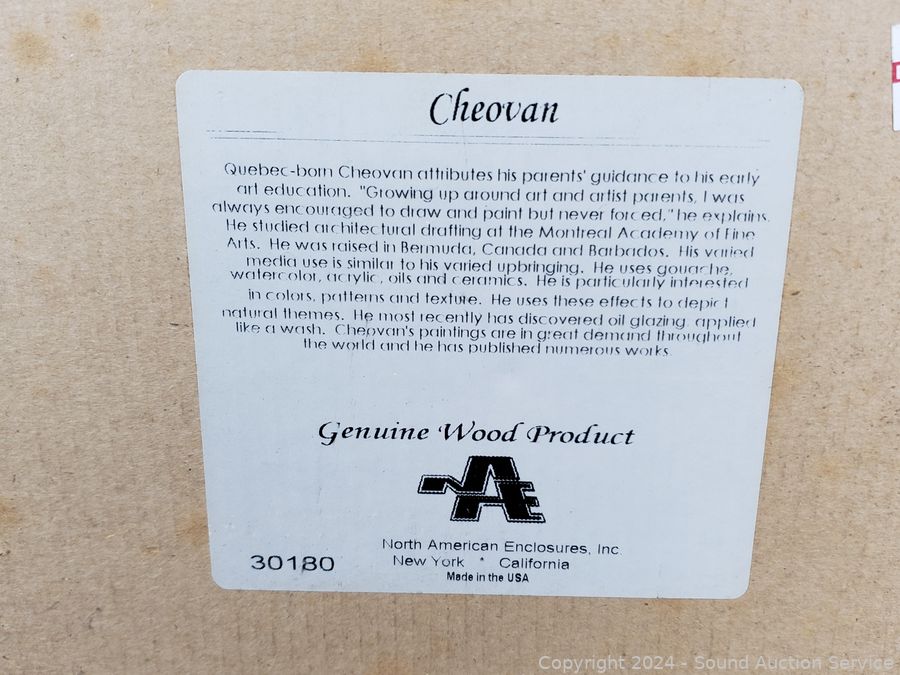 Cheovan
Quebec-born Cheovan attributes his parents' guidance to his early
art education. "Growing up around art and artist parents, I was
always encouraged to draw and paint but never forced," he explains.
He studied architectural drafting at the Montreal Academy of Fine
Arts. He was raised in Bermuda, Canada and Barbados. His varied
media use is similar to his varied upbringing. He uses gouache,
watercolor, acrylic, oils and ceramics. He is particularly interested
in colors, patterns and texture. He uses these effects to depict
natural themes. He most recently has discovered oil glazing, applied
like a wash. Cheovan's paintings are in great demand throughout
the world and he has published numerous works.
Genuine Wood Product
NAE
North American Enclosures, Inc.
30180
New York * California
Made in the USA
Copyright 2024 - Sound Auction Service